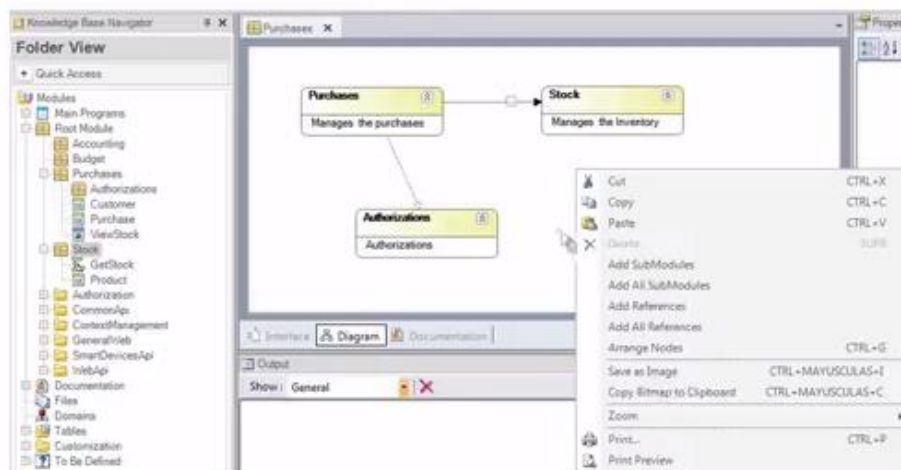 Knowledge Base Navigator
Folder View
Quick Access
Modules
Main Programs
Root Module
Accounting
Budget
Purchases
Authorizations
Customer
Purchase
ViewStock
Stock
GetStock
Product
Authorization
CommonApi
ContextManagement
GeneralWeb
SmartDevicesApi
WebApi
Documentation
Files
Domains
Tables
Customization
To Be Defined
Purchases
Purchases
Manages the purchases
Stock
Manages the Inventory
Authorizations
Authorizations
Interface Diagram Documentation
Output
Show: General
Proper
Cut CTRL+X
Copy CTRL+C
Paste CTRL+V
Delete SUPR
Add SubModules
Add All SubModules
Add References
Add All References
Arrange Nodes CTRL+G
Save as Image CTRL+MAYUSCULAS+I
Copy Bitmap to Clipboard CTRL+MAYUSCULAS+C
Zoom
Print... CTRL+P
Print Preview